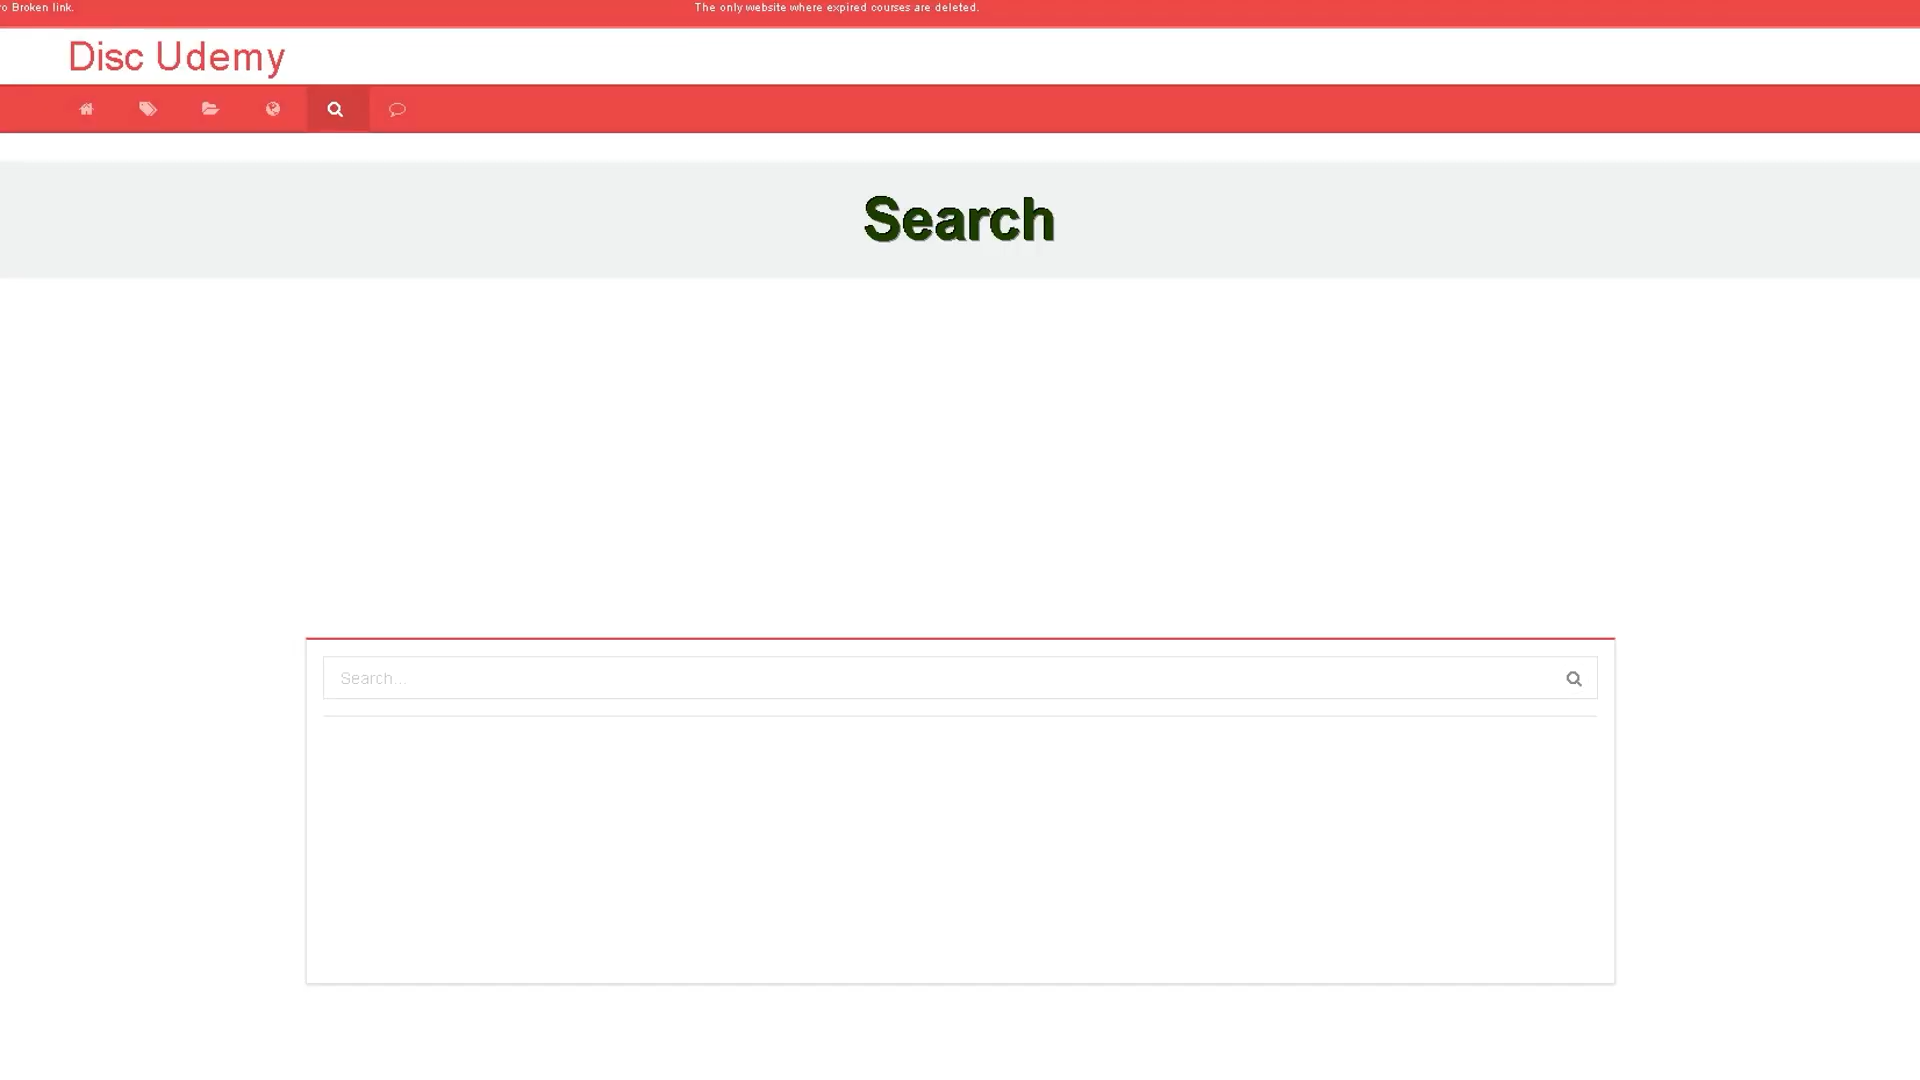 Broken link. The only website where expired courses are deleted.
Disc Udemy
Search
Search...